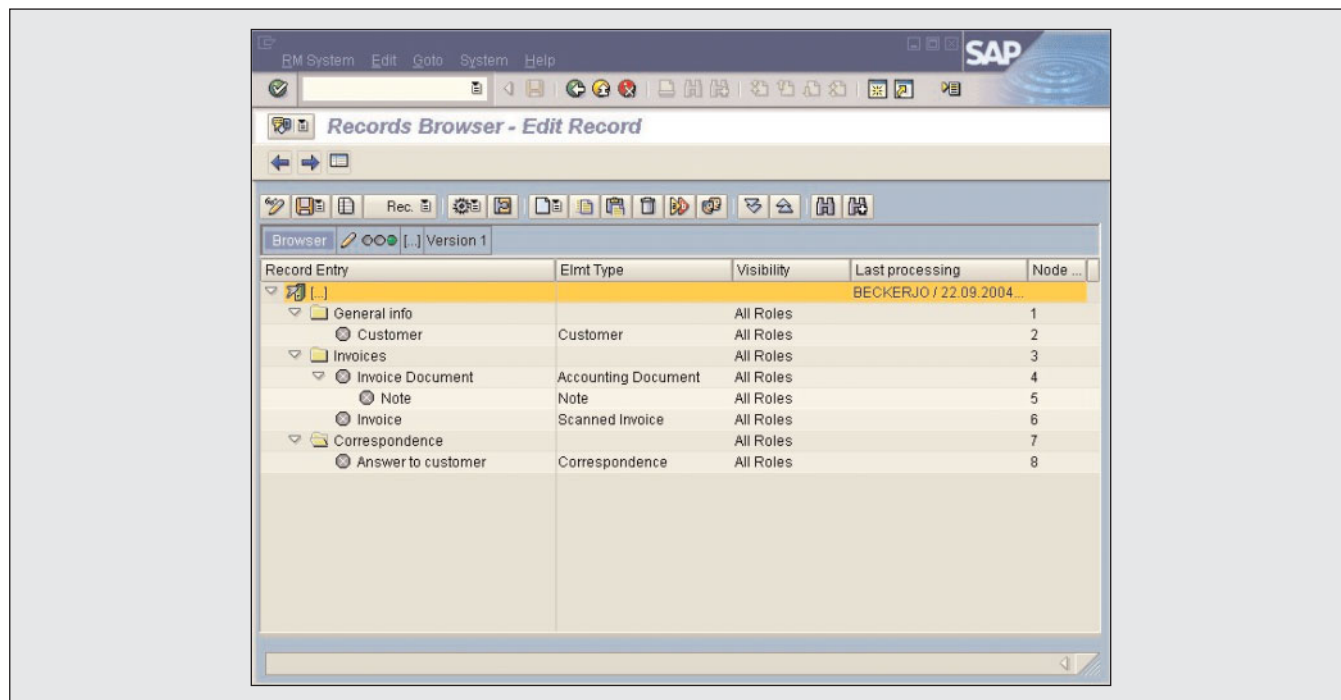 SAP
RM System Edit Goto System Help
Records Browser - Edit Record
Rec.
Browser [...] Version 1
Record Entry Elmt Type Visibility Last processing Node ...
[...] BECKERJO / 22.09.2004...
General info All Roles 1
Customer Customer All Roles 2
Invoices All Roles 3
Invoice Document Accounting Document All Roles 4
Note Note All Roles 5
Invoice Scanned Invoice All Roles 6
Correspondence All Roles 7
Answer to customer Correspondence All Roles 8